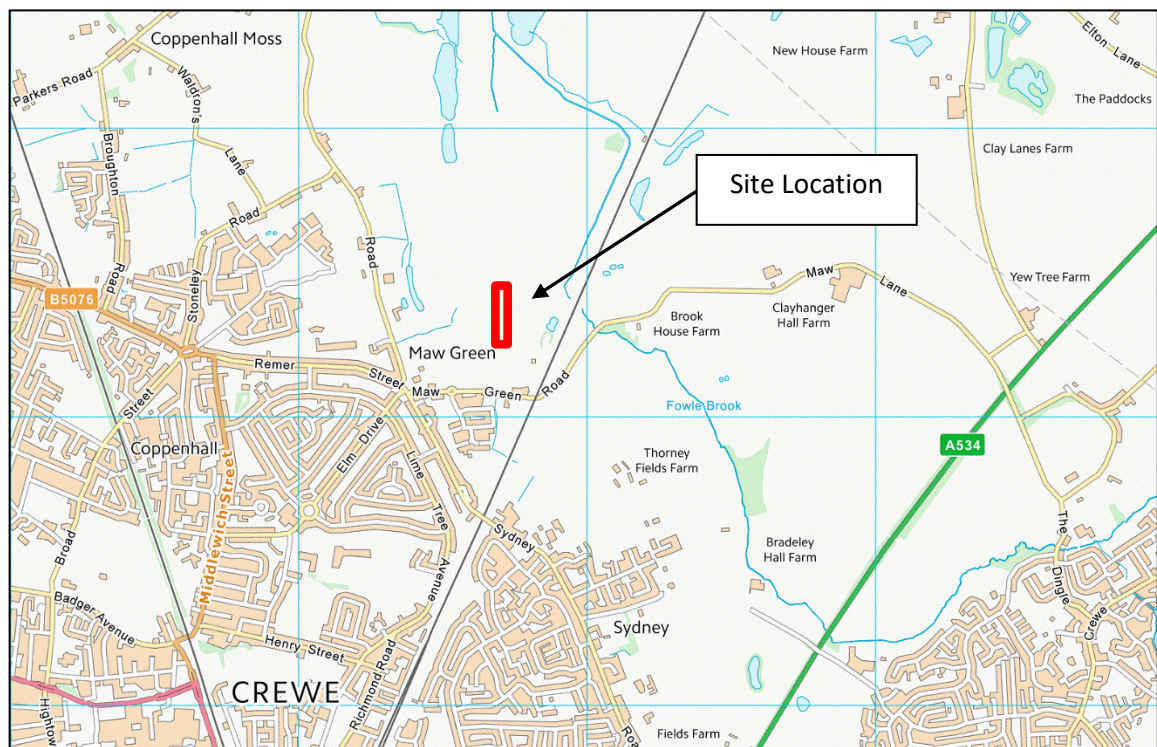 Coppenhall Moss
New House Farm
Elton Lane
Parkers Road
Waldron's
Lane
The Paddocks
Broughton
Road
Clay Lanes Farm
Site Location
Stoneley
Road
Road
Maw
Lane
Yew Tree Farm
B5076
Brook
House Farm
Clayhanger
Hall Farm
Maw Green
Remer
Street
Maw
Green
Road
Fowle Brook
Street
Broad
Coppenhall
Elm Drive
Lime
Tree
Avenue
A534
Thorney
Fields Farm
Middlewich Street
Sydney
Bradeley
Hall Farm
The
Dingle
Badger Avenue
Crewe
Sydney
Henry Street
Richmond Road
CREWE
Hightow
Road
Fields Farm